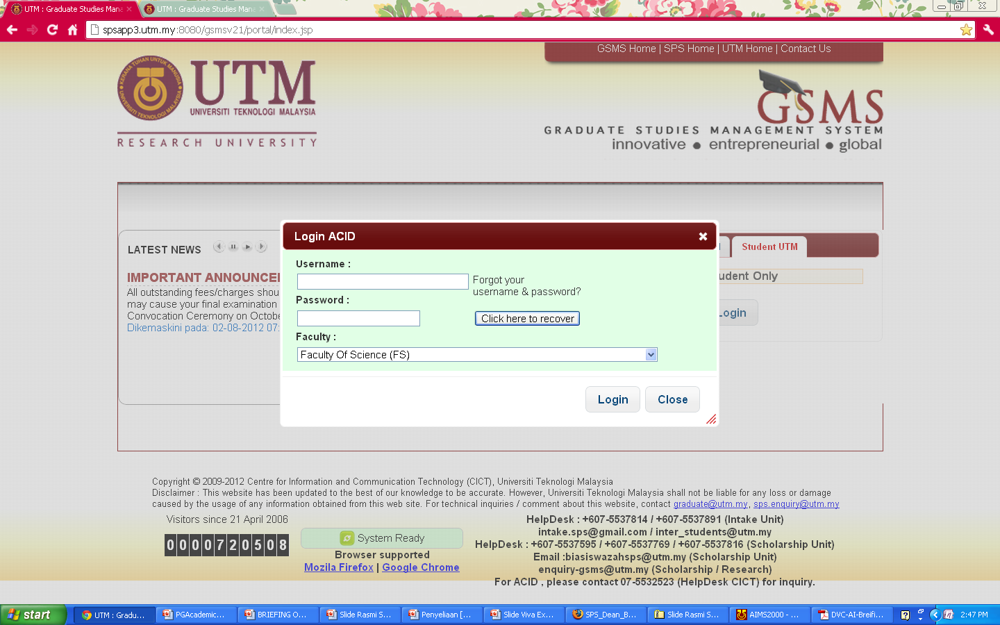 UTM : Graduate Studies Mana
UTM : Graduate Studies Mana
spsapp3.utm.my:8080/gsmsv21/portal/index.jsp
GSMS Home | SPS Home | UTM Home | Contact Us
KERANA TUHAN UNTUK MANUSIA
UNIVERSITI TEKNOLOGI MALAYSIA
UTM
UNIVERSITI TEKNOLOGI MALAYSIA
RESEARCH UNIVERSITY
GSMS
GRADUATE STUDIES MANAGEMENT SYSTEM
innovative ● entrepreneurial ● global
LATEST NEWS
IMPORTANT ANNOUNCE
All outstanding fees/charges shou
may cause your final examination
Convocation Ceremony on Octobe
Dikemaskini pada: 02-08-2012 07:
Login ACID
Username :
Forgot your
username & password?
Password :
Click here to recover
Faculty :
Faculty Of Science (FS)
Login
Close
Student UTM
udent Only
Login
Copyright © 2009-2012 Centre for Information and Communication Technology (CICT), Universiti Teknologi Malaysia
Disclaimer : This website has been updated to the best of our knowledge to be accurate. However, Universiti Teknologi Malaysia shall not be liable for any loss or damage
caused by the usage of any information obtained from this web site. For technical inquiries / comment about this website, contact graduate@utm.my, sps.enquiry@utm.my
Visitors since 21 April 2006
0000720508
System Ready
Browser supported
Mozila Firefox | Google Chrome
HelpDesk : +607-5537814 / +607-5537891 (Intake Unit)
intake.sps@gmail.com / inter_students@utm.my
HelpDesk : +607-5537595 / +607-5537769 / +607-5537816 (Scholarship Unit)
Email :biasiswazahsps@utm.my (Scholarship Unit)
enquiry-gsms@utm.my (Scholarship / Research)
For ACID , please contact 07-5532523 (HelpDesk CICT) for inquiry.
start
UTM : Gradu...
PGAcademic...
BRIEFING O...
Slide Rasmi S...
Penyeliaan [...
Slide Viva Ex...
SPS_Dean_B...
Slide Rasmi S...
AIMS2000 - ...
DVC-AI-Breifi...
2:47 PM